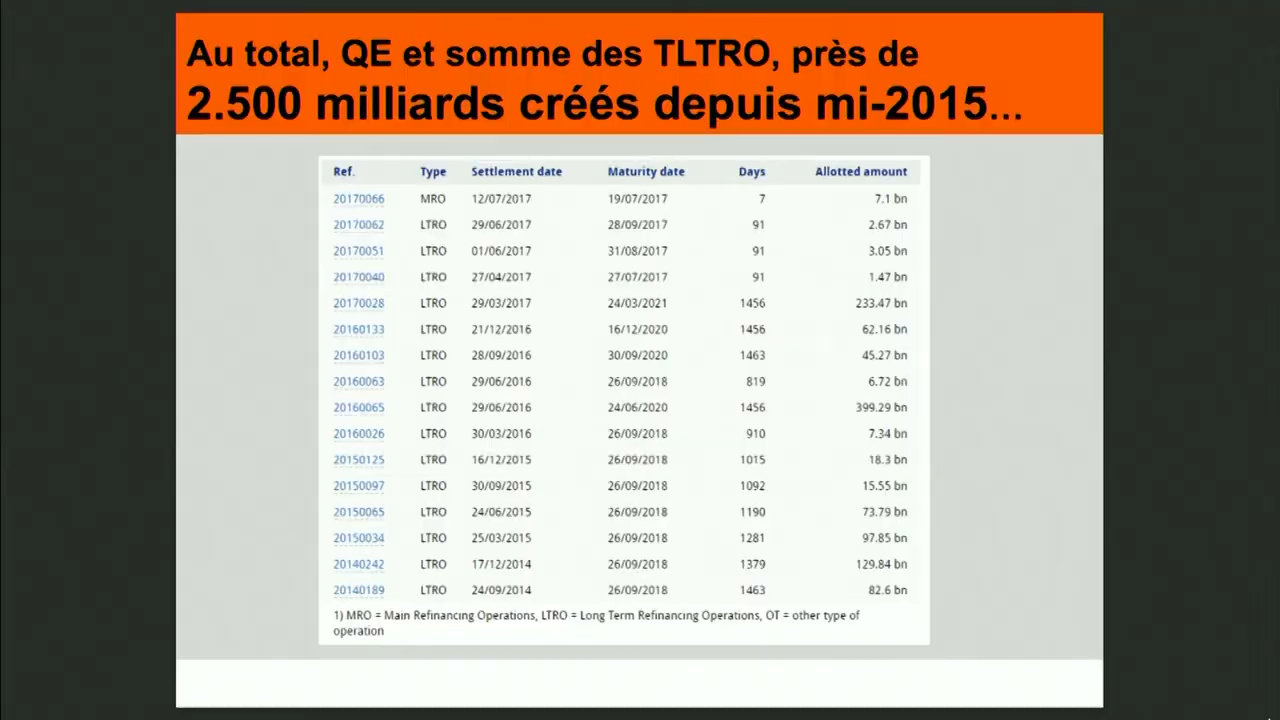 Au total, QE et somme des TLTRO, près de
2.500 milliards créés depuis mi-2015...
Ref. Type Settlement date Maturity date Days Allotted amount
20170066 MRO 12/07/2017 19/07/2017 7 7.1 bn
20170062 LTRO 29/06/2017 28/09/2017 91 2.67 bn
20170051 LTRO 01/06/2017 31/08/2017 91 3.05 bn
20170040 LTRO 27/04/2017 27/07/2017 91 1.47 bn
20170028 LTRO 29/03/2017 24/03/2021 1456 233.47 bn
20160133 LTRO 21/12/2016 16/12/2020 1456 62.16 bn
20160103 LTRO 28/09/2016 30/09/2020 1463 45.27 bn
20160063 LTRO 29/06/2016 26/09/2018 819 6.72 bn
20160065 LTRO 29/06/2016 24/06/2020 1456 399.29 bn
20160026 LTRO 30/03/2016 26/09/2018 910 7.34 bn
20150125 LTRO 16/12/2015 26/09/2018 1015 18.3 bn
20150097 LTRO 30/09/2015 26/09/2018 1092 15.55 bn
20150065 LTRO 24/06/2015 26/09/2018 1190 73.79 bn
20150034 LTRO 25/03/2015 26/09/2018 1281 97.85 bn
20140242 LTRO 17/12/2014 26/09/2018 1379 129.84 bn
20140189 LTRO 24/09/2014 26/09/2018 1463 82.6 bn
1) MRO = Main Refinancing Operations, LTRO = Long Term Refinancing Operations, OT = other type of
operation